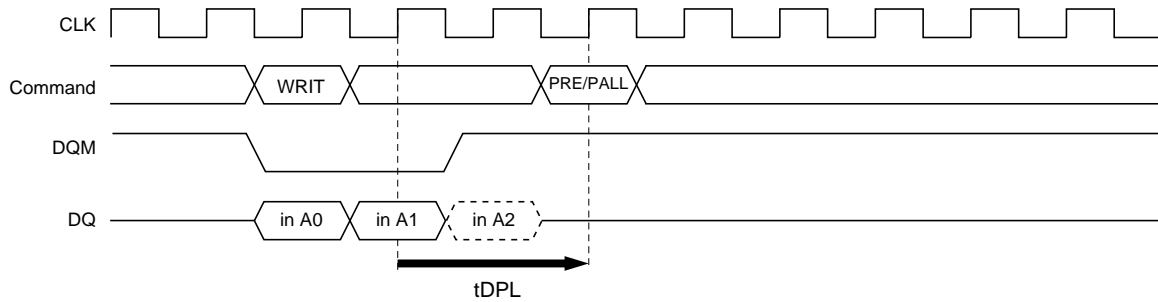 CLK
Command
WRIT
PRE/PALL
DQM
DQ
in A0
in A1
in A2
tDPL